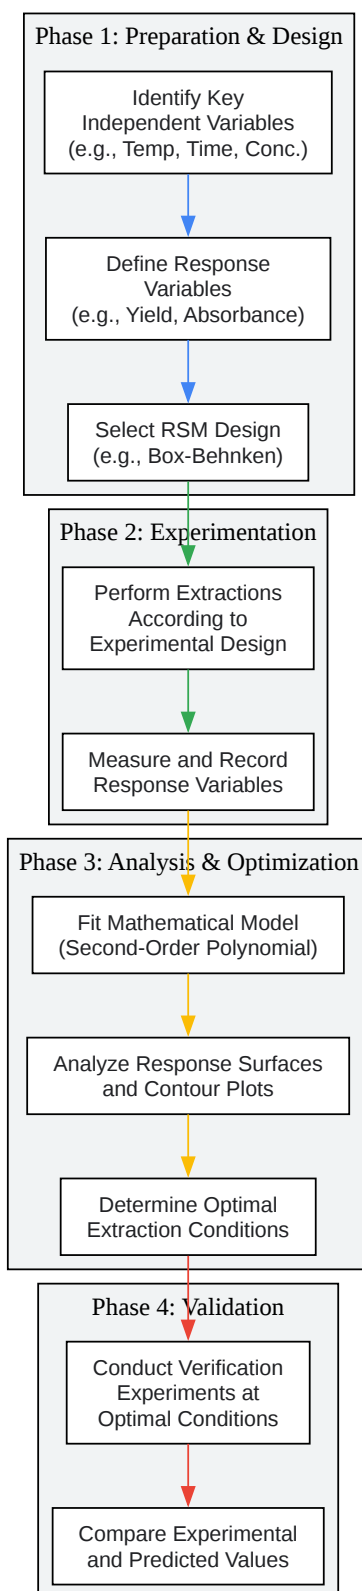 Phase 1: Preparation & Design
Identify Key
Independent Variables
(e.g., Temp, Time, Conc.)
Define Response
Variables
(e.g., Yield, Absorbance)
Select RSM Design
(e.g., Box-Behnken)
Phase 2: Experimentation
Perform Extractions
According to
Experimental Design
Measure and Record
Response Variables
Phase 3: Analysis & Optimization
Fit Mathematical Model
(Second-Order Polynomial)
Analyze Response Surfaces
and Contour Plots
Determine Optimal
Extraction Conditions
Phase 4: Validation
Conduct Verification
Experiments at
Optimal Conditions
Compare Experimental
and Predicted Values